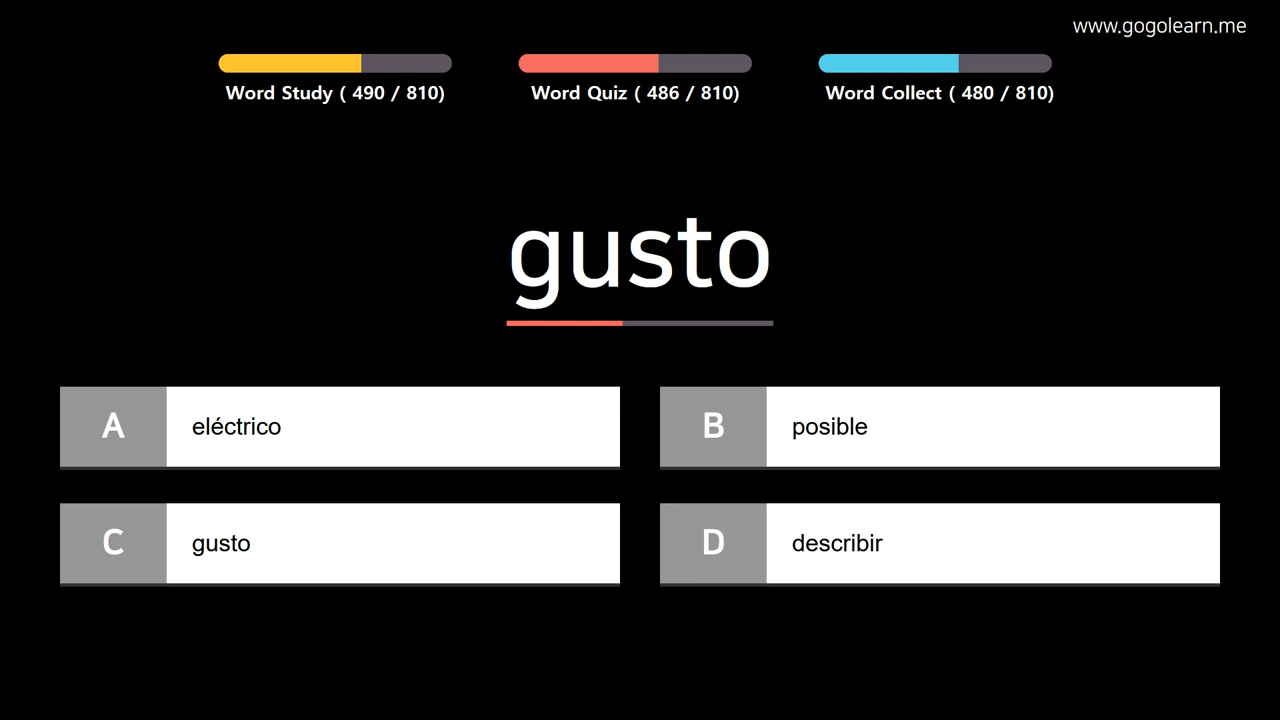 www.gogolearn.me
Word Study ( 490 / 810)
Word Quiz ( 486 / 810)
Word Collect ( 480 / 810)
gusto
A eléctrico
B posible
C gusto
D describir